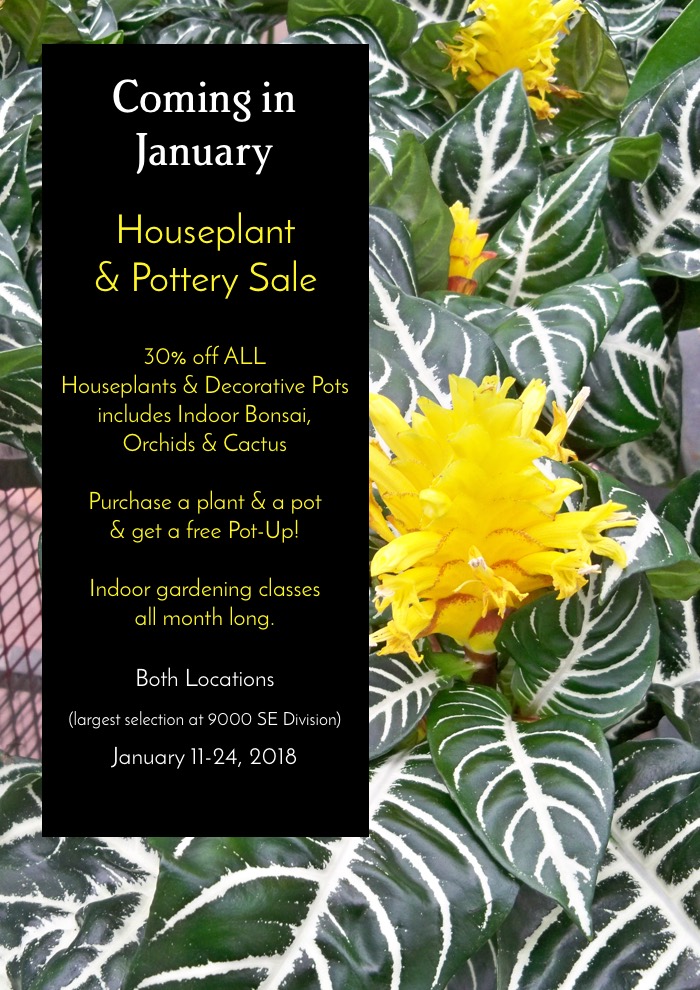 Coming in
January
Houseplant
& Pottery Sale
30% off ALL
Houseplants & Decorative Pots
includes Indoor Bonsai,
Orchids & Cactus
Purchase a plant & a pot
& get a free Pot-Up!
Indoor gardening classes
all month long.
Both Locations
(largest selection at 9000 SE Division)
January 11-24, 2018